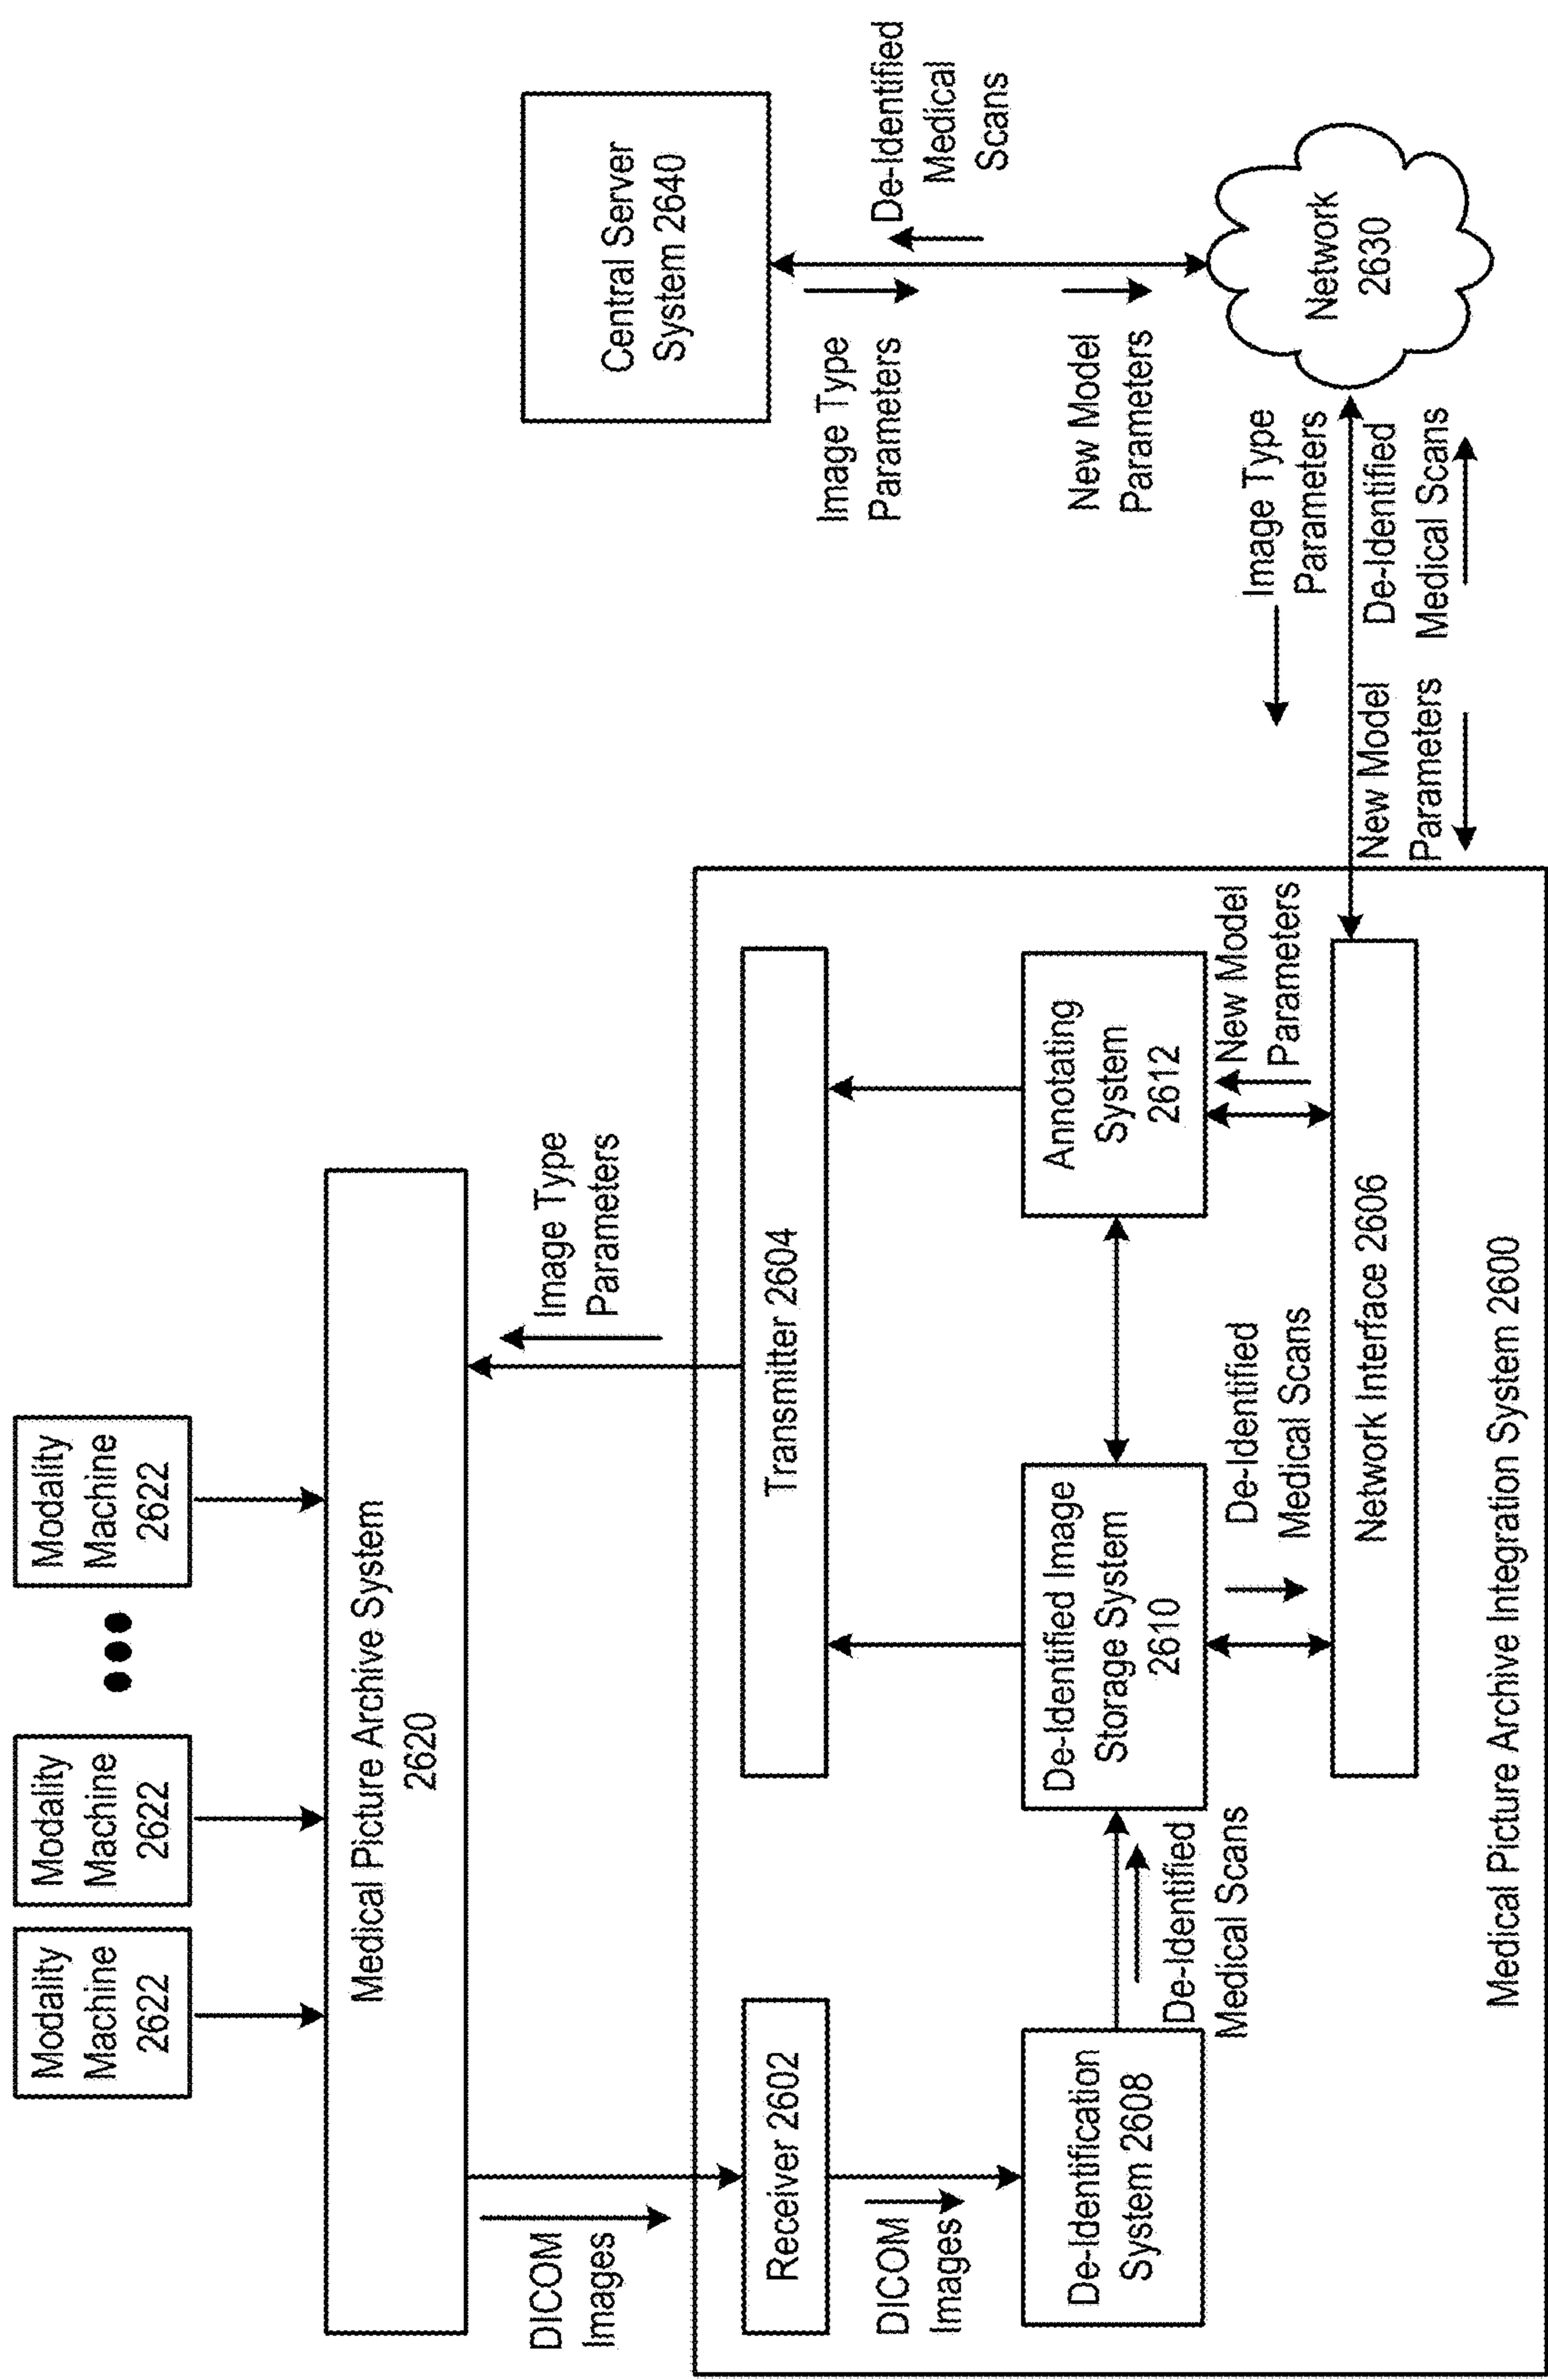 Modality
Machine
2622
Modality
Machine
2622
Modality
Machine
2622
Medical Picture Archive System
2620
DICOM
Images
Image Type
Parameters
Central Server
System 2640
Receiver 2602
Transmitter 2604
DICOM
Images
Image Type
Parameters
De-Identified
Medical
Scans
De-Identification
System 2608
De-Identified Image
Storage System
2610
Annotating
System
2612
New Model
Parameters
De-Identified
Medical Scans
De-Identified
Medical Scans
New Model
Parameters
Image Type
Parameters
Network
2630
Network Interface 2606
New Model
Parameters
De-Identified
Medical Scans
Medical Picture Archive Integration System 2600